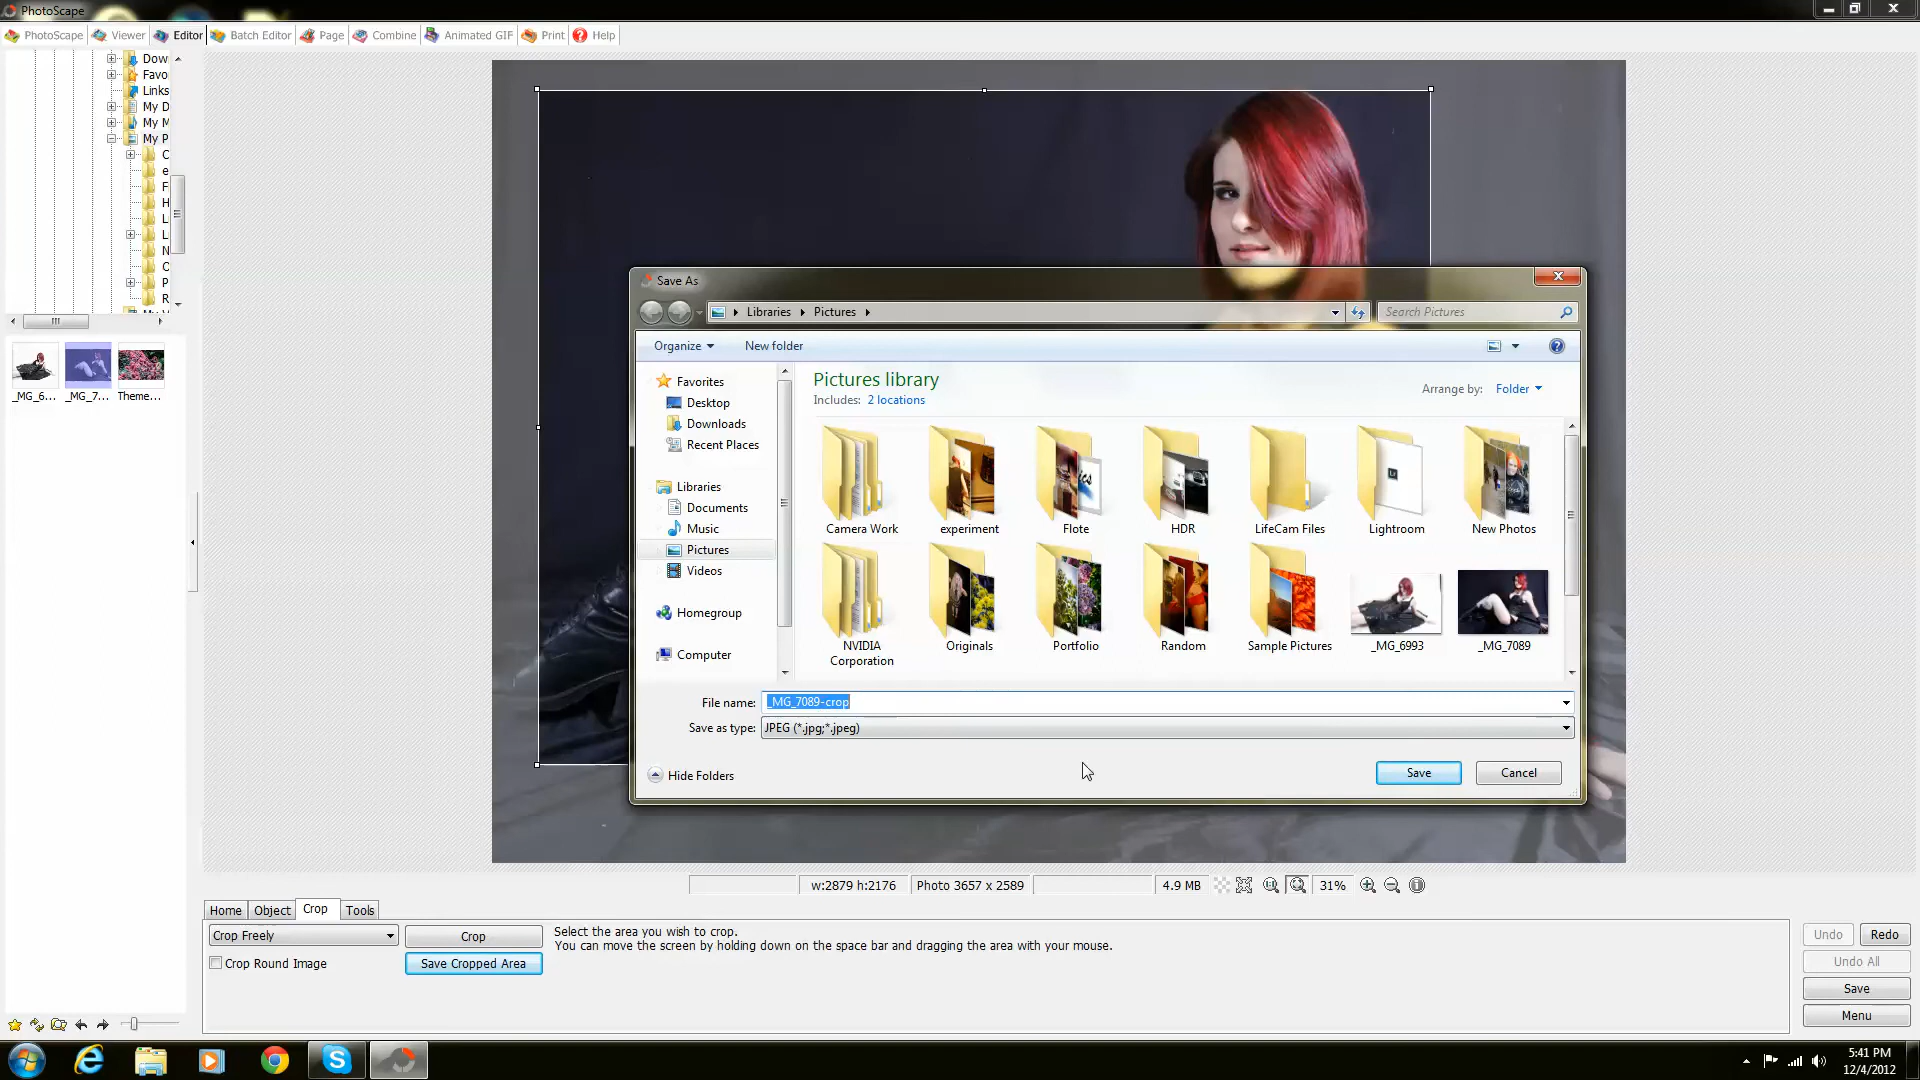 PhotoScape
PhotoScape Viewer Editor Batch Editor Page Combine Animated GIF Print Help
Dow
Favo
Links
My D
My M
My P
C
e
F
H
L
L
N
O
P
R
_MG_6... _MG_7... Theme...
Save As
Libraries Pictures
Search Pictures
Organize New folder
Favorites
Desktop
Downloads
Recent Places
Libraries
Documents
Music
Pictures
Videos
Homegroup
Computer
Pictures library
Includes: 2 locations
Arrange by: Folder
Camera Work experiment Flote HDR LifeCam Files Lightroom New Photos
NVIDIA Corporation Originals Portfolio Random Sample Pictures _MG_6993 _MG_7089
File name: _MG_7089-crop
Save as type: JPEG (*.jpg;*.jpeg)
Hide Folders Save Cancel
w:2879 h:2176 Photo 3657 x 2589 4.9 MB 31%
Home Object Crop Tools
Crop Freely Crop
Crop Round Image Save Cropped Area
Select the area you wish to crop.
You can move the screen by holding down on the space bar and dragging the area with your mouse.
Undo Redo
Undo All
Save
Menu
5:41 PM
12/4/2012